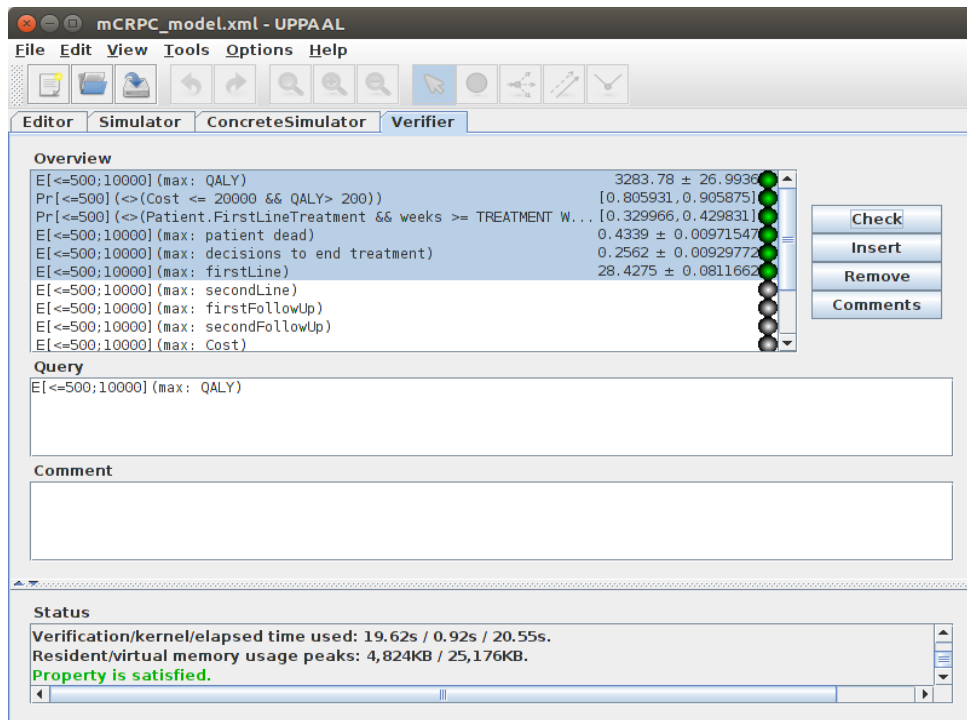 mCRPC_model.xml - UPPAAL
File Edit View Tools Options Help
Editor Simulator ConcreteSimulator Verifier
Overview
E[<=500;10000](max: QALY) 3283.78 ± 26.9936
Pr[<=500](<>(Cost <= 20000 && QALY> 200)) [0.805931,0.905875]
Pr[<=500](<>(Patient.FirstLineTreatment && weeks >= TREATMENT W... [0.329966,0.429831]
E[<=500;10000](max: patient dead) 0.4339 ± 0.00971547
E[<=500;10000](max: decisions to end treatment) 0.2562 ± 0.00929772
E[<=500;10000](max: firstLine) 28.4275 ± 0.0811662
E[<=500;10000](max: secondLine)
E[<=500;10000](max: firstFollowUp)
E[<=500;10000](max: secondFollowUp)
E[<=500;10000](max: Cost)
Check
Insert
Remove
Comments
Query
E[<=500;10000](max: QALY)
Comment
Status
Verification/kernel/elapsed time used: 19.62s / 0.92s / 20.55s.
Resident/virtual memory usage peaks: 4,824KB / 25,176KB.
Property is satisfied.